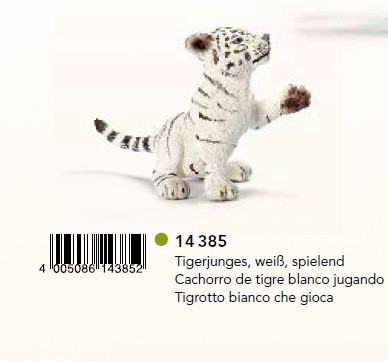 14 385
4 005086 143852
Tigerjunges, weiß, spielend
Cachorro de tigre blanco jugando
Tigrotto bianco che gioca